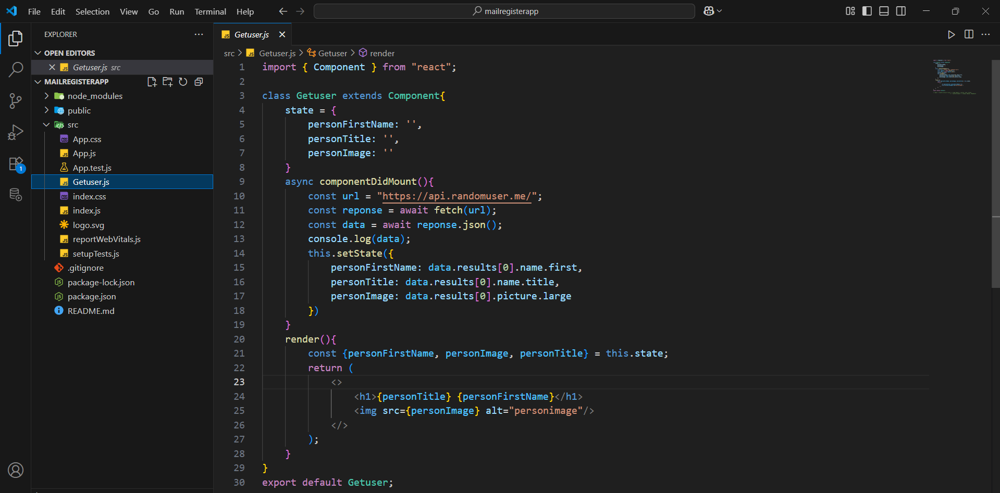 File Edit Selection View Go Run Terminal Help mailregisterapp
EXPLORER
OPEN EDITORS
Getuser.js src
MAILREGISTERAPP
node_modules
public
src
App.css
App.js
App.test.js
Getuser.js
index.css
index.js
logo.svg
reportWebVitals.js
setupTests.js
.gitignore
package-lock.json
package.json
README.md
1
Getuser.js
src > Getuser.js > Getuser > render
1 import { Component } from "react";
2
3 class Getuser extends Component{
4     state = {
5         personFirstName: '',
6         personTitle: '',
7         personImage: ''
8     }
9     async componentDidMount(){
10         const url = "https://api.randomuser.me/";
11         const reponse = await fetch(url);
12         const data = await reponse.json();
13         console.log(data);
14         this.setState({
15             personFirstName: data.results[0].name.first,
16             personTitle: data.results[0].name.title,
17             personImage: data.results[0].picture.large
18         })
19     }
20     render(){
21         const {personFirstName, personImage, personTitle} = this.state;
22         return (
23             <>
24                 <h1>{personTitle} {personFirstName}</h1>
25                 <img src={personImage} alt="personimage"/>
26             </>
27         );
28     }
29 }
30 export default Getuser;